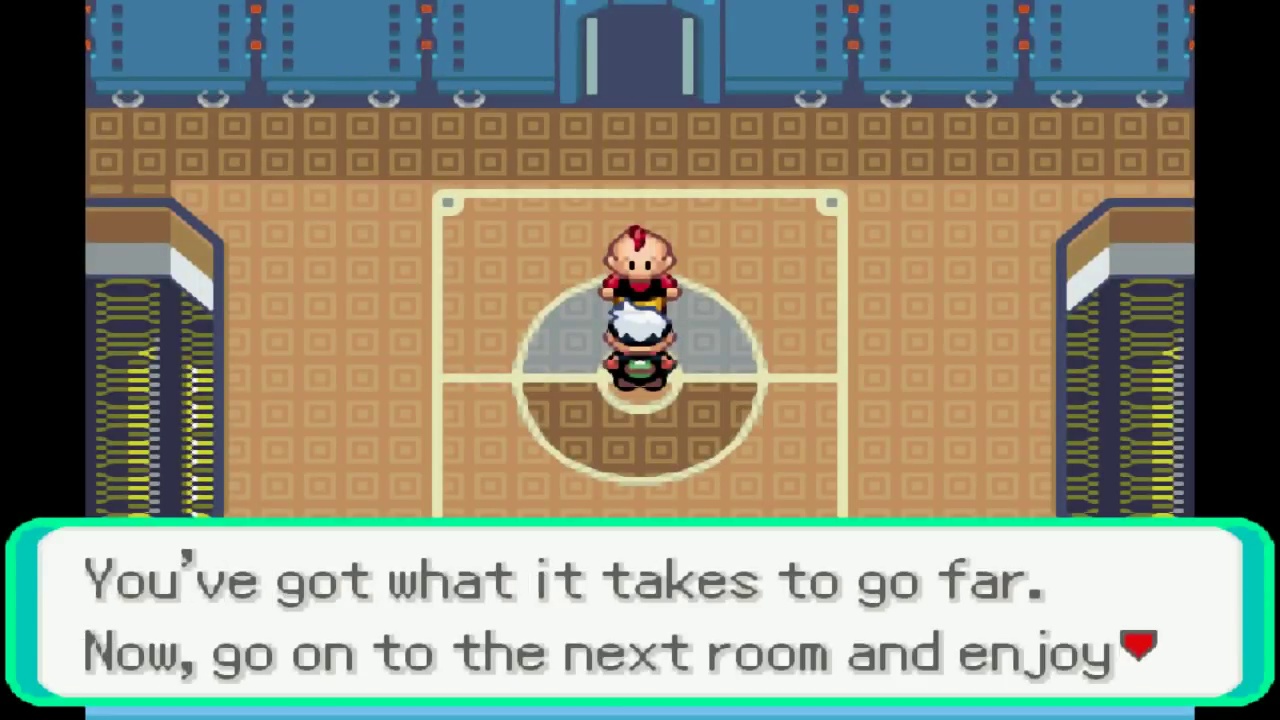 You've got what it takes to go far.
Now, go on to the next room and enjoy♥